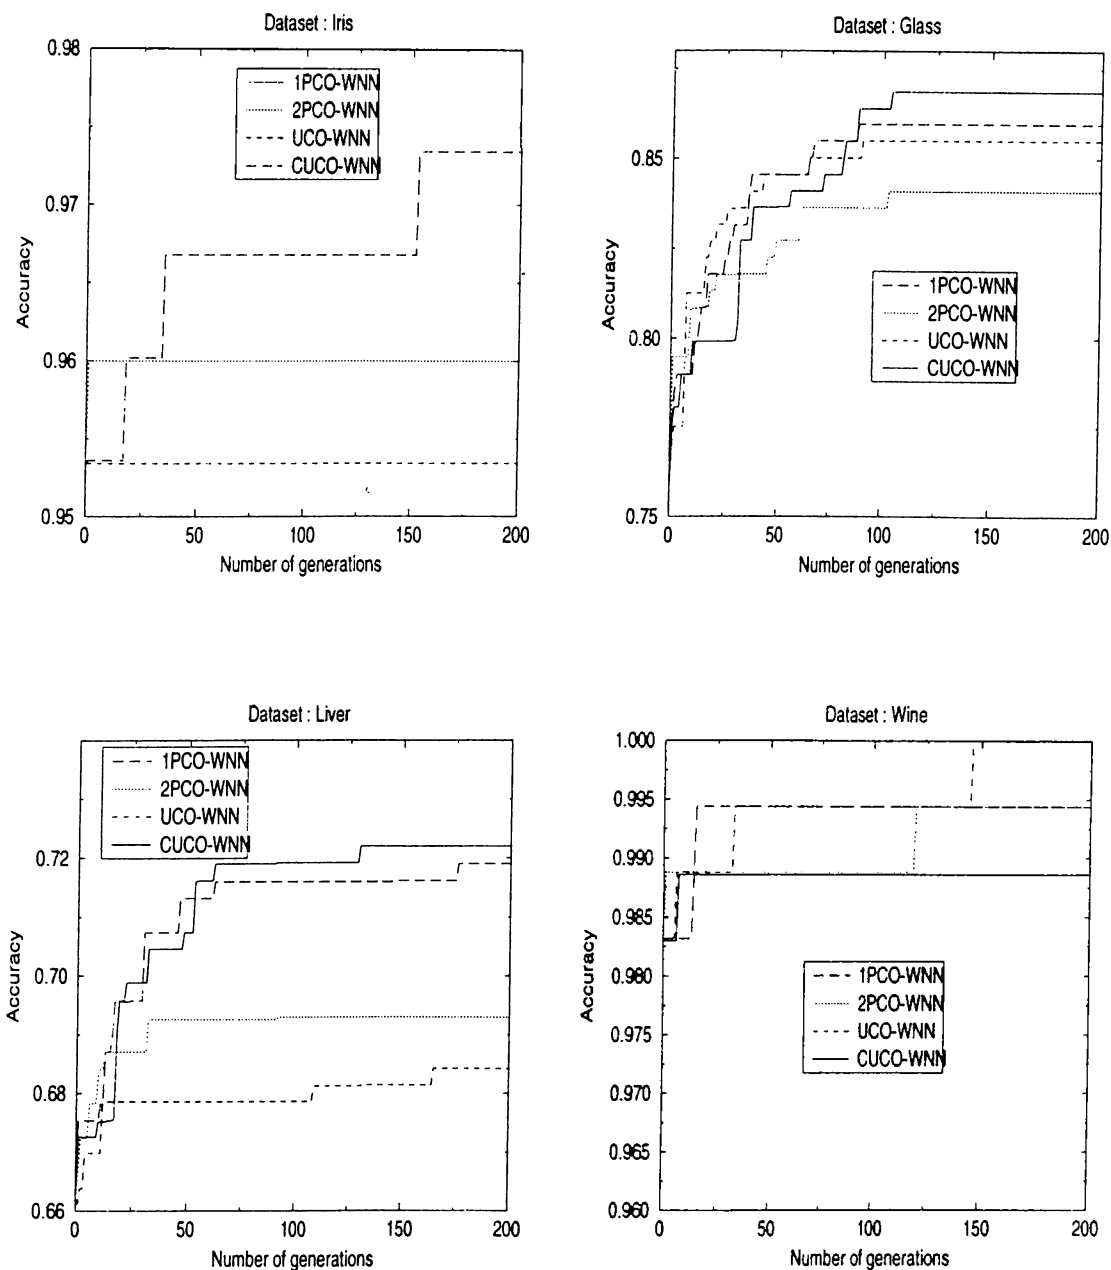 Dataset : Iris
0.98
0.97
0.96
0.95
Accuracy
1PCO-WNN
2PCO-WNN
UCO-WNN
CUCO-WNN
0
50
100
150
200
Number of generations
Dataset : Glass
0.85
0.80
0.75
Accuracy
1PCO-WNN
2PCO-WNN
UCO-WNN
CUCO-WNN
0
50
100
150
200
Number of generations
Dataset : Liver
0.72
0.70
0.68
0.66
Accuracy
1PCO-WNN
2PCO-WNN
UCO-WNN
CUCO-WNN
0
50
100
150
200
Number of generations
Dataset : Wine
1.000
0.995
0.990
0.985
0.980
0.975
0.970
0.965
0.960
Accuracy
1PCO-WNN
2PCO-WNN
UCO-WNN
CUCO-WNN
0
50
100
150
200
Number of generations